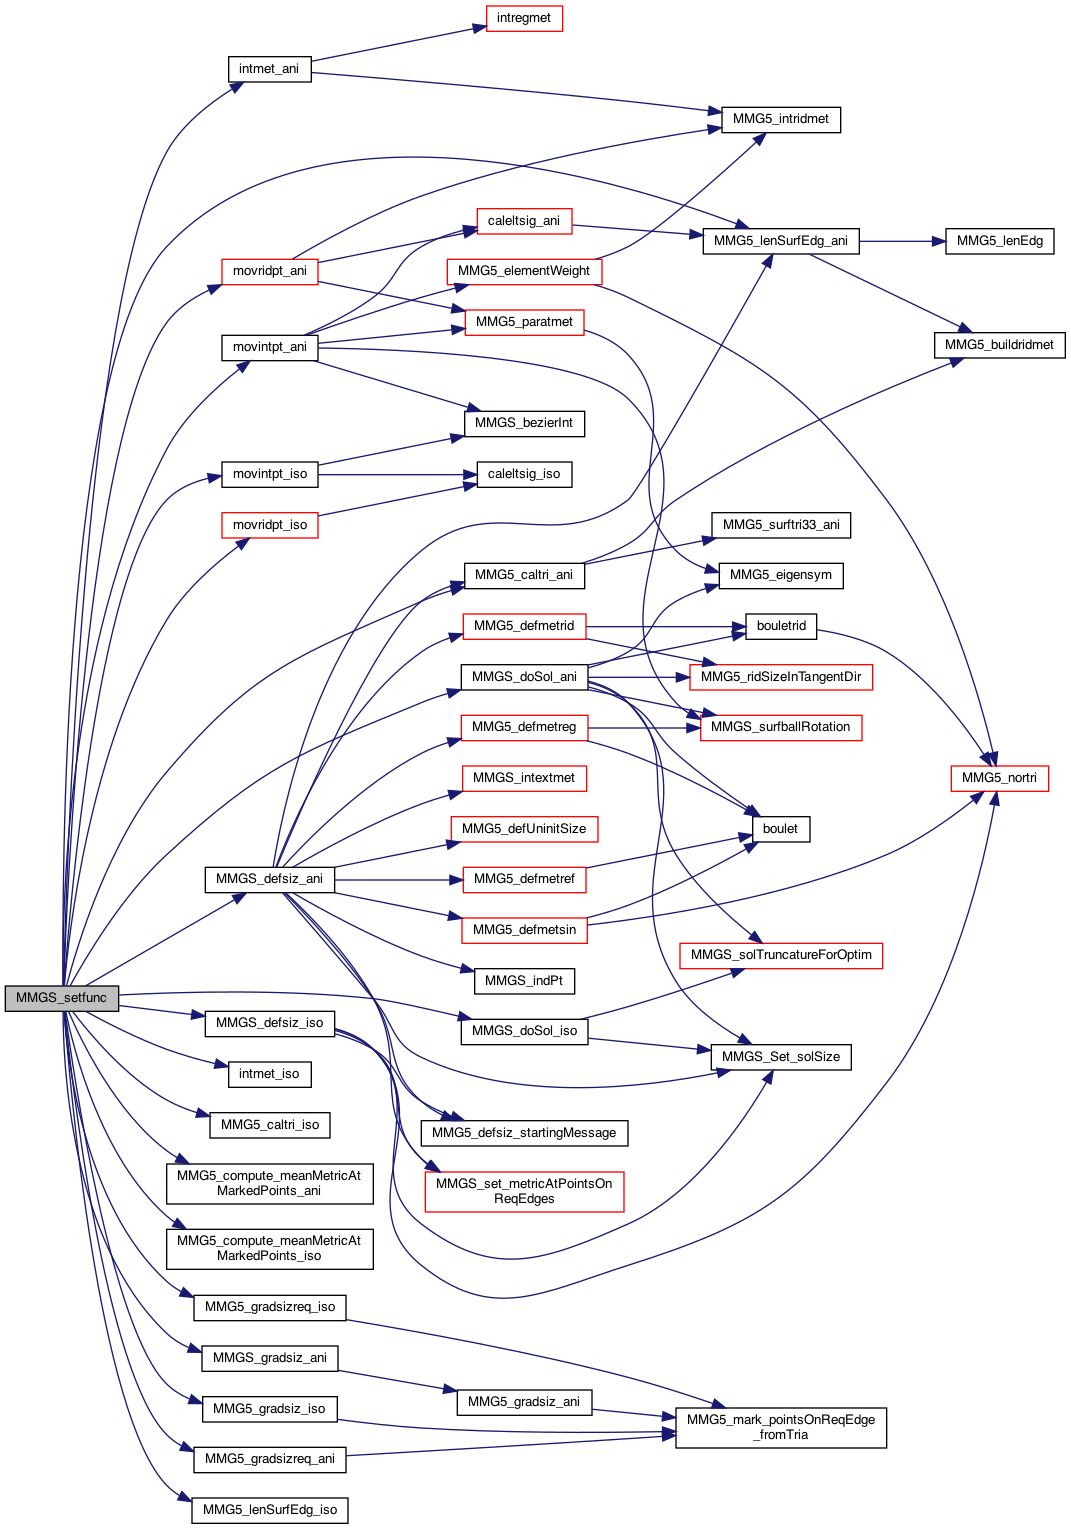 intregmet
intmet_ani
MMG5_intridmet
caleltsig_ani
MMG5_lenSurfEdg_ani
MMG5_lenEdg
movridpt_ani
MMG5_elementWeight
MMG5_paratmet
movintpt_ani
MMG5_buildridmet
MMGS_bezierInt
movintpt_iso
caleltsig_iso
movridpt_iso
MMG5_surftri33_ani
MMG5_caltri_ani
MMG5_eigensym
MMG5_defmetrid
bouletrid
MMGS_doSol_ani
MMG5_ridSizeInTangentDir
MMG5_defmetreg
MMGS_surfballRotation
MMGS_intextmet
MMG5_nortri
MMG5_defUninitSize
boulet
MMGS_defsiz_ani
MMG5_defmetref
MMG5_defmetsin
MMGS_solTruncatureForOptim
MMGS_indPt
MMGS_setfunc
MMGS_defsiz_iso
MMGS_doSol_iso
MMGS_Set_solSize
intmet_iso
MMG5_caltri_iso
MMG5_defsiz_startingMessage
MMG5_compute_meanMetricAt
MarkedPoints_ani
MMGS_set_metricAtPointsOn
ReqEdges
MMG5_compute_meanMetricAt
MarkedPoints_iso
MMG5_gradsizreq_iso
MMGS_gradsiz_ani
MMG5_gradsiz_iso
MMG5_gradsiz_ani
MMG5_mark_pointsOnReqEdge
_fromTria
MMG5_gradsizreq_ani
MMG5_lenSurfEdg_iso